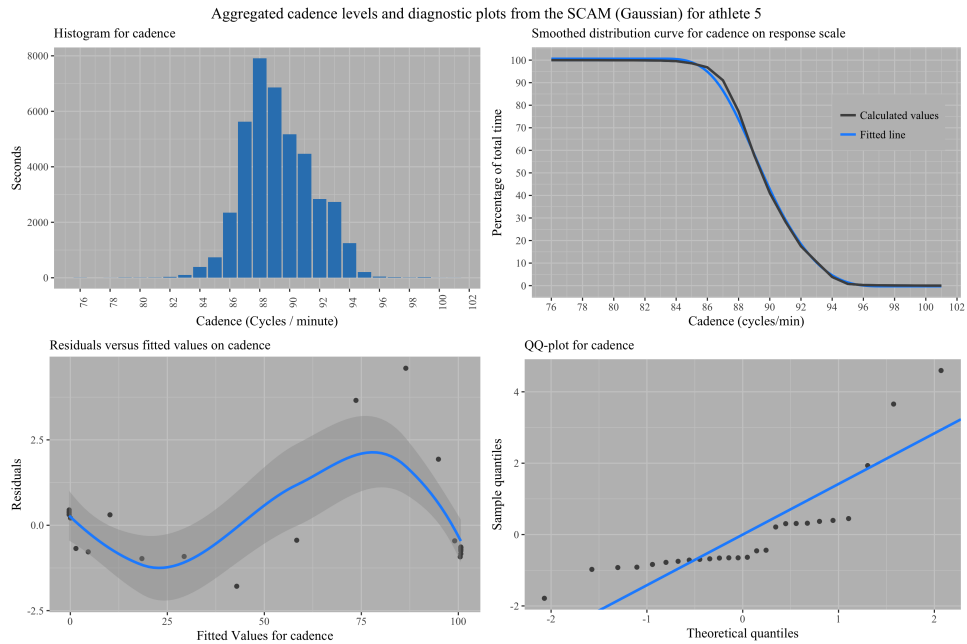 Aggregated cadence levels and diagnostic plots from the SCAM (Gaussian) for athlete 5
Histogram for cadence
Seconds
8000
6000
4000
2000
0
76 78 80 82 84 86 88 90 92 94 96 98 100 102
Cadence (Cycles / minute)
Smoothed distribution curve for cadence on response scale
Percentage of total time
100
90
80
70
60
50
40
30
20
10
0
Calculated values
Fitted line
76 78 80 82 84 86 88 90 92 94 96 98 100 102
Cadence (cycles/min)
Residuals versus fitted values on cadence
Residuals
2.5
0.0
-2.5
0 25 50 75 100
Fitted Values for cadence
QQ-plot for cadence
Sample quantiles
4
2
0
-2
-2 -1 0 1 2
Theoretical quantiles